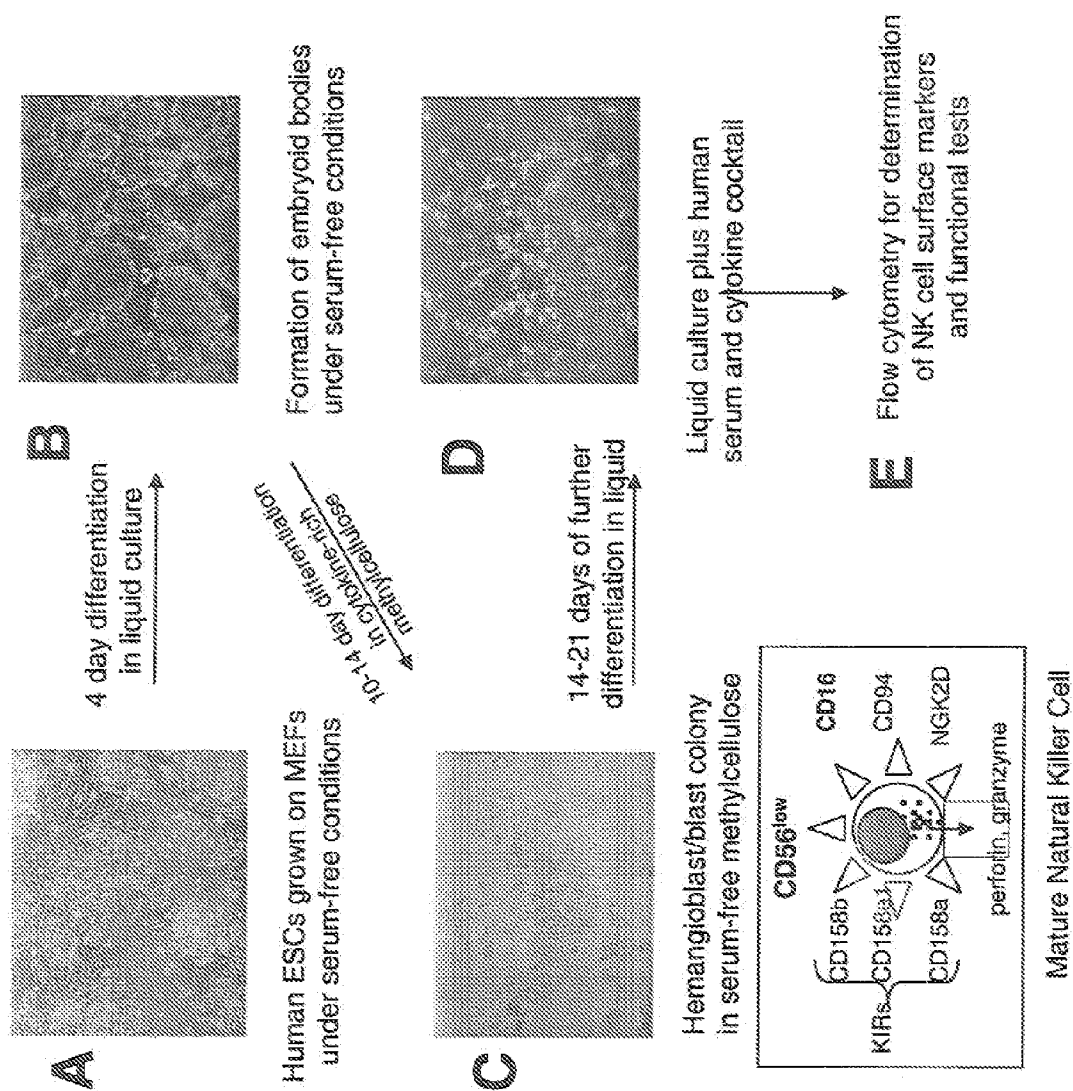 A
4 day differentiation
in liquid culture
B
Human ESCs grown on MEFs
under serum-free conditions
Formation of embryoid bodies
under serum-free conditions
10-14 day differentiation
in cytokine-rich
methylcellulose
C
14-21 days of further
differentiation in liquid
D
Hemangioblast/blast colony
in serum-free methylcellulose
Liquid culture plus human
serum and cytokine cocktail
CD56low
CD158b
CD16
KIRs
CD94
CD158a
NGK2D
perforin, granzyme
Mature Natural Killer Cell
E
Flow cytometry for determination
of NK cell surface markers
and functional tests